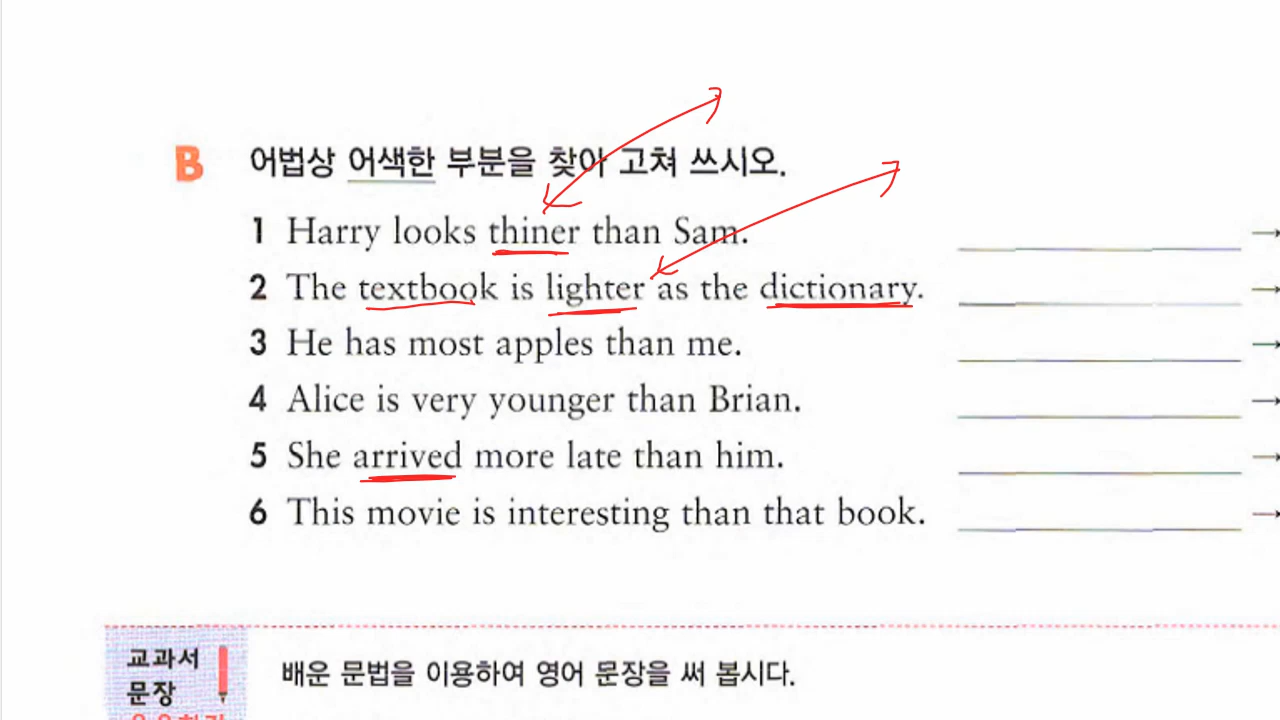 B 어법상 어색한 부분을 찾아 고쳐 쓰시오.
1 Harry looks thiner than Sam. →
2 The textbook is lighter as the dictionary. →
3 He has most apples than me. →
4 Alice is very younger than Brian. →
5 She arrived more late than him. →
6 This movie is interesting than that book. →
교과서
문장
배운 문법을 이용하여 영어 문장을 써 봅시다.